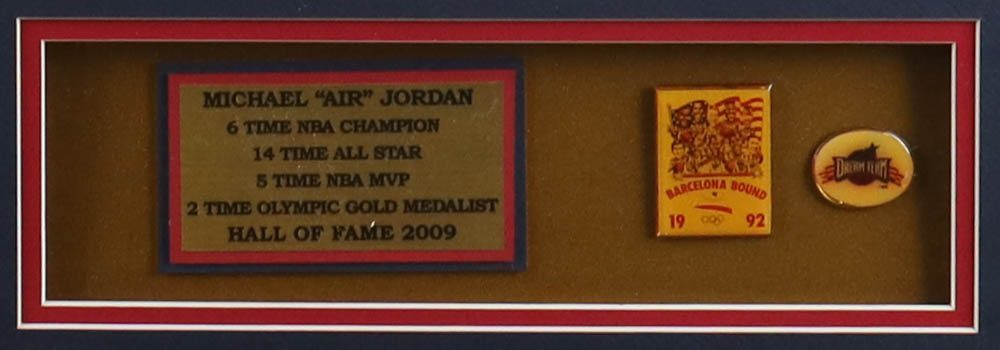 MICHAEL "AIR" JORDAN
6 TIME NBA CHAMPION
14 TIME ALL STAR
5 TIME NBA MVP
2 TIME OLYMPIC GOLD MEDALIST
HALL OF FAME 2009
BARCELONA BOUND
19 92
DREAM TEAM